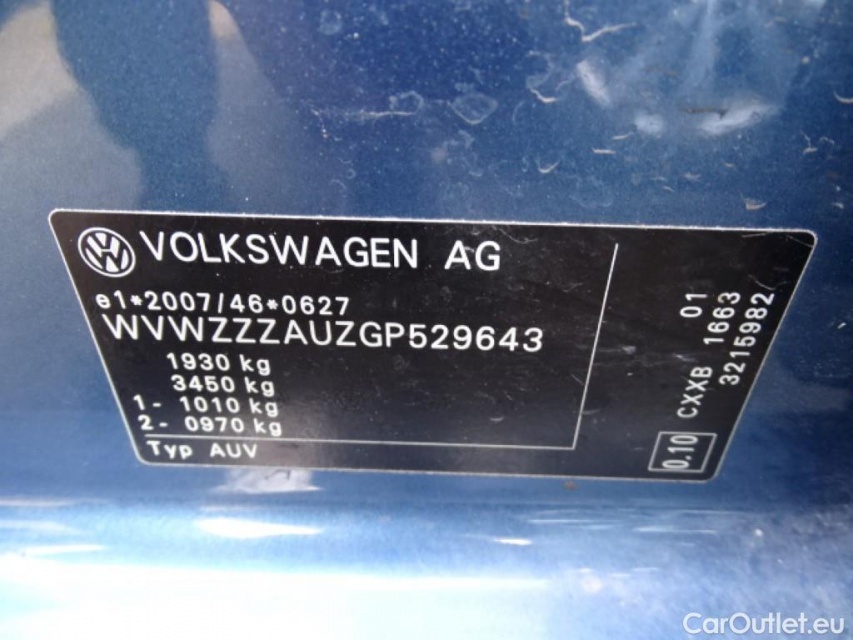 VOLKSWAGEN AG
e1*2007/46*0627
WVWZZZAUZGP529643
1930 kg
3450 kg
1- 1010 kg
2- 0970 kg
Typ AUV
01
CXXB 1663
3215982
0.10
CarOutlet.eu